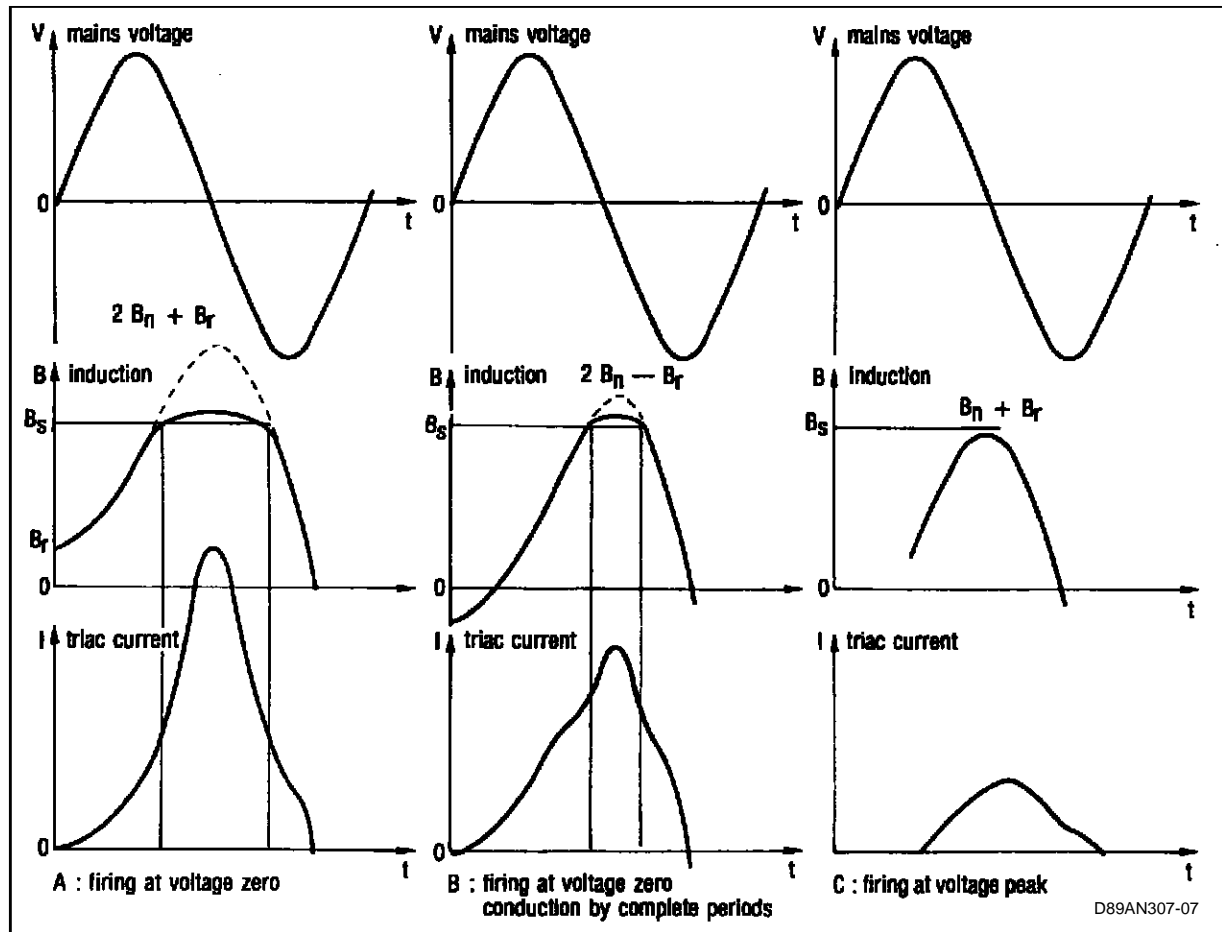 V mains voltage
0
t
2 Bn + Br
B induction
Bs
Br
0
I triac current
0
t
A : firing at voltage zero
V mains voltage
0
t
B induction 2 Bn — Br
Bs
0
I triac current
0
t
B : firing at voltage zero
conduction by complete periods
V mains voltage
0
t
B induction
Bn + Br
Bs
0
t
I triac current
t
C : firing at voltage peak
D89AN307-07